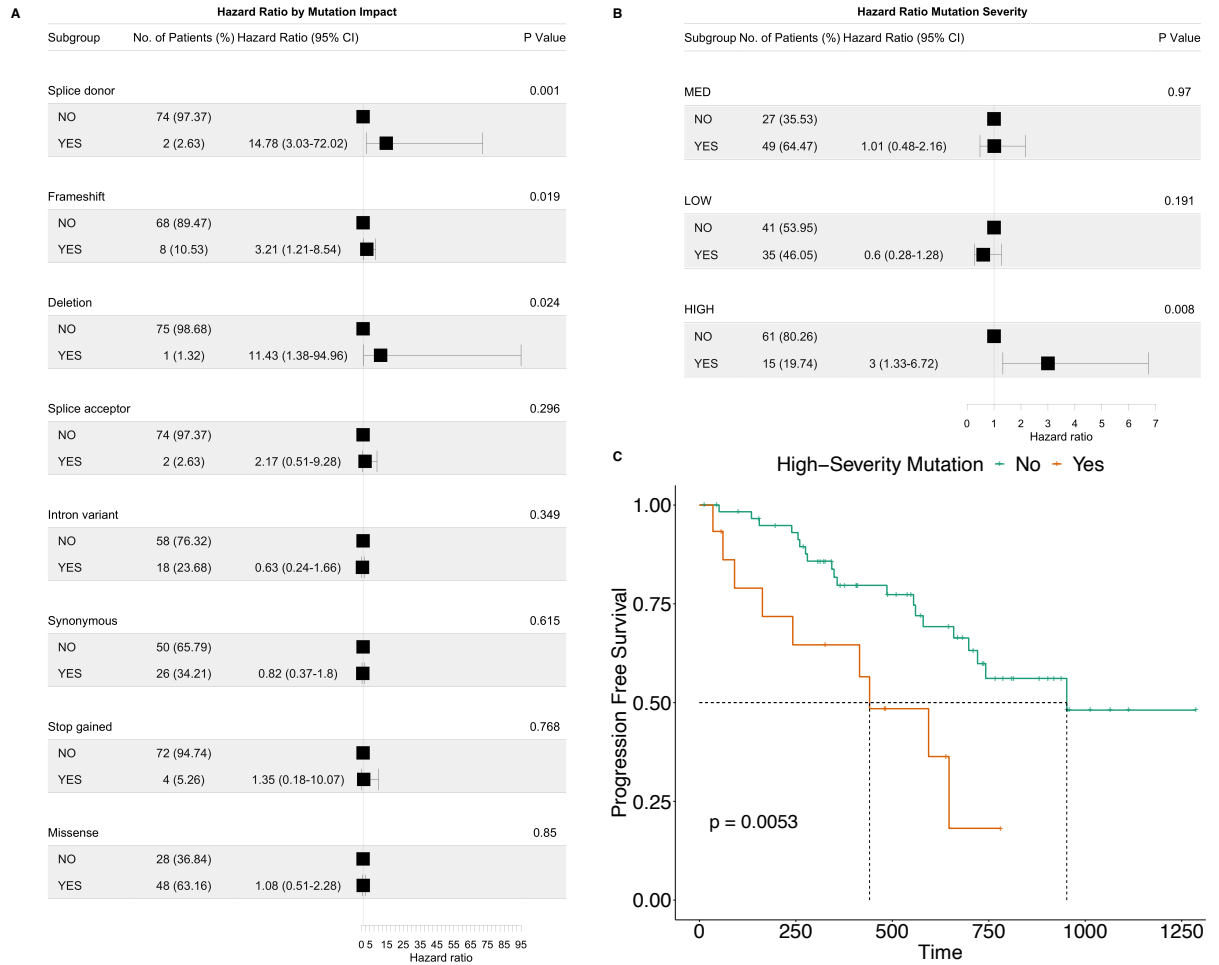 A
Hazard Ratio by Mutation Impact
Subgroup No. of Patients (%) Hazard Ratio (95% CI) P Value
Splice donor 0.001
NO 74 (97.37)
YES 2 (2.63) 14.78 (3.03-72.02)
Frameshift 0.019
NO 68 (89.47)
YES 8 (10.53) 3.21 (1.21-8.54)
Deletion 0.024
NO 75 (98.68)
YES 1 (1.32) 11.43 (1.38-94.96)
Splice acceptor 0.296
NO 74 (97.37)
YES 2 (2.63) 2.17 (0.51-9.28)
Intron variant 0.349
NO 58 (76.32)
YES 18 (23.68) 0.63 (0.24-1.66)
Synonymous 0.615
NO 50 (65.79)
YES 26 (34.21) 0.82 (0.37-1.8)
Stop gained 0.768
NO 72 (94.74)
YES 4 (5.26) 1.35 (0.18-10.07)
Missense 0.85
NO 28 (36.84)
YES 48 (63.16) 1.08 (0.51-2.28)
0 5 15 25 35 45 55 65 75 85 95
Hazard ratio
B
Hazard Ratio Mutation Severity
Subgroup No. of Patients (%) Hazard Ratio (95% CI) P Value
MED 0.97
NO 27 (35.53)
YES 49 (64.47) 1.01 (0.48-2.16)
LOW 0.191
NO 41 (53.95)
YES 35 (46.05) 0.6 (0.28-1.28)
HIGH 0.008
NO 61 (80.26)
YES 15 (19.74) 3 (1.33-6.72)
0 1 2 3 4 5 6 7
Hazard ratio
C
High−Severity Mutation No Yes
Progression Free Survival
1.00
0.75
0.50
0.25
0.00
p = 0.0053
0 250 500 750 1000 1250
Time